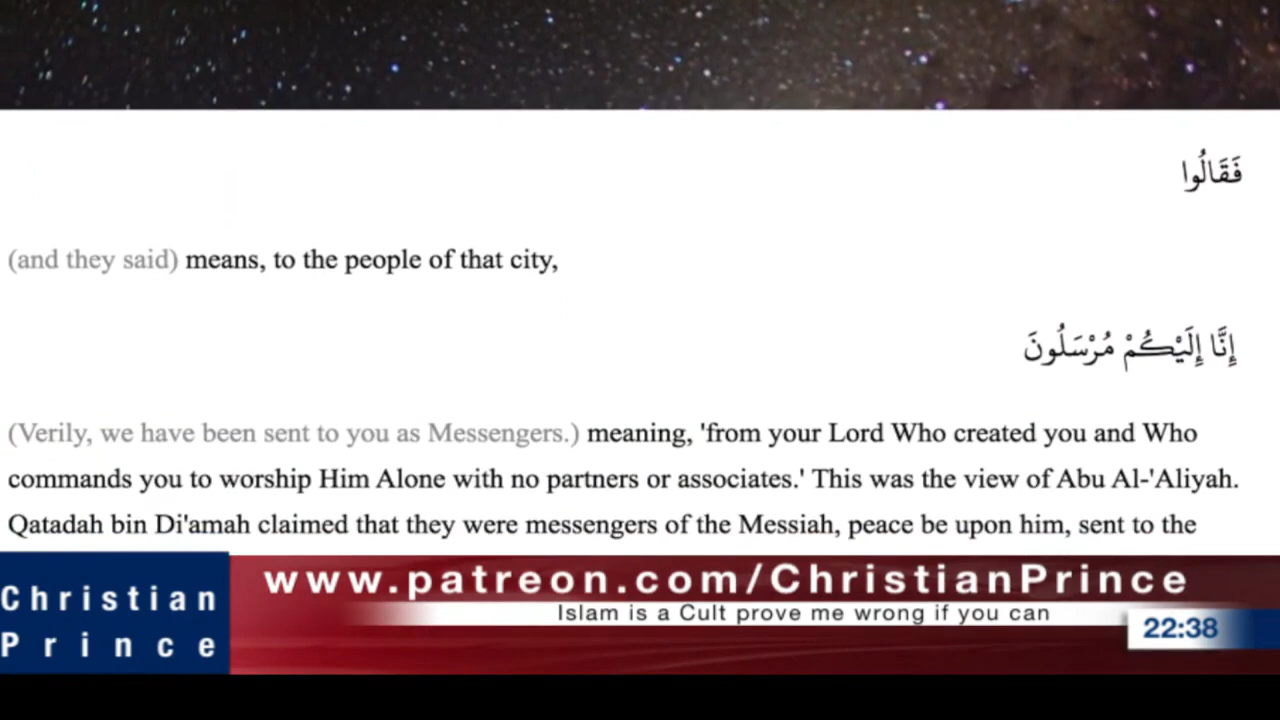 فَقَالُوا
(and they said) means, to the people of that city,
إِنَّا إِلَيْكُمْ مُرْسَلُونَ
(Verily, we have been sent to you as Messengers.) meaning, 'from your Lord Who created you and Who
commands you to worship Him Alone with no partners or associates.' This was the view of Abu Al-'Aliyah.
Qatadah bin Di'amah claimed that they were messengers of the Messiah, peace be upon him, sent to the
Christian
Prince
www.patreon.com/ChristianPrince
Islam is a Cult prove me wrong if you can
22:38